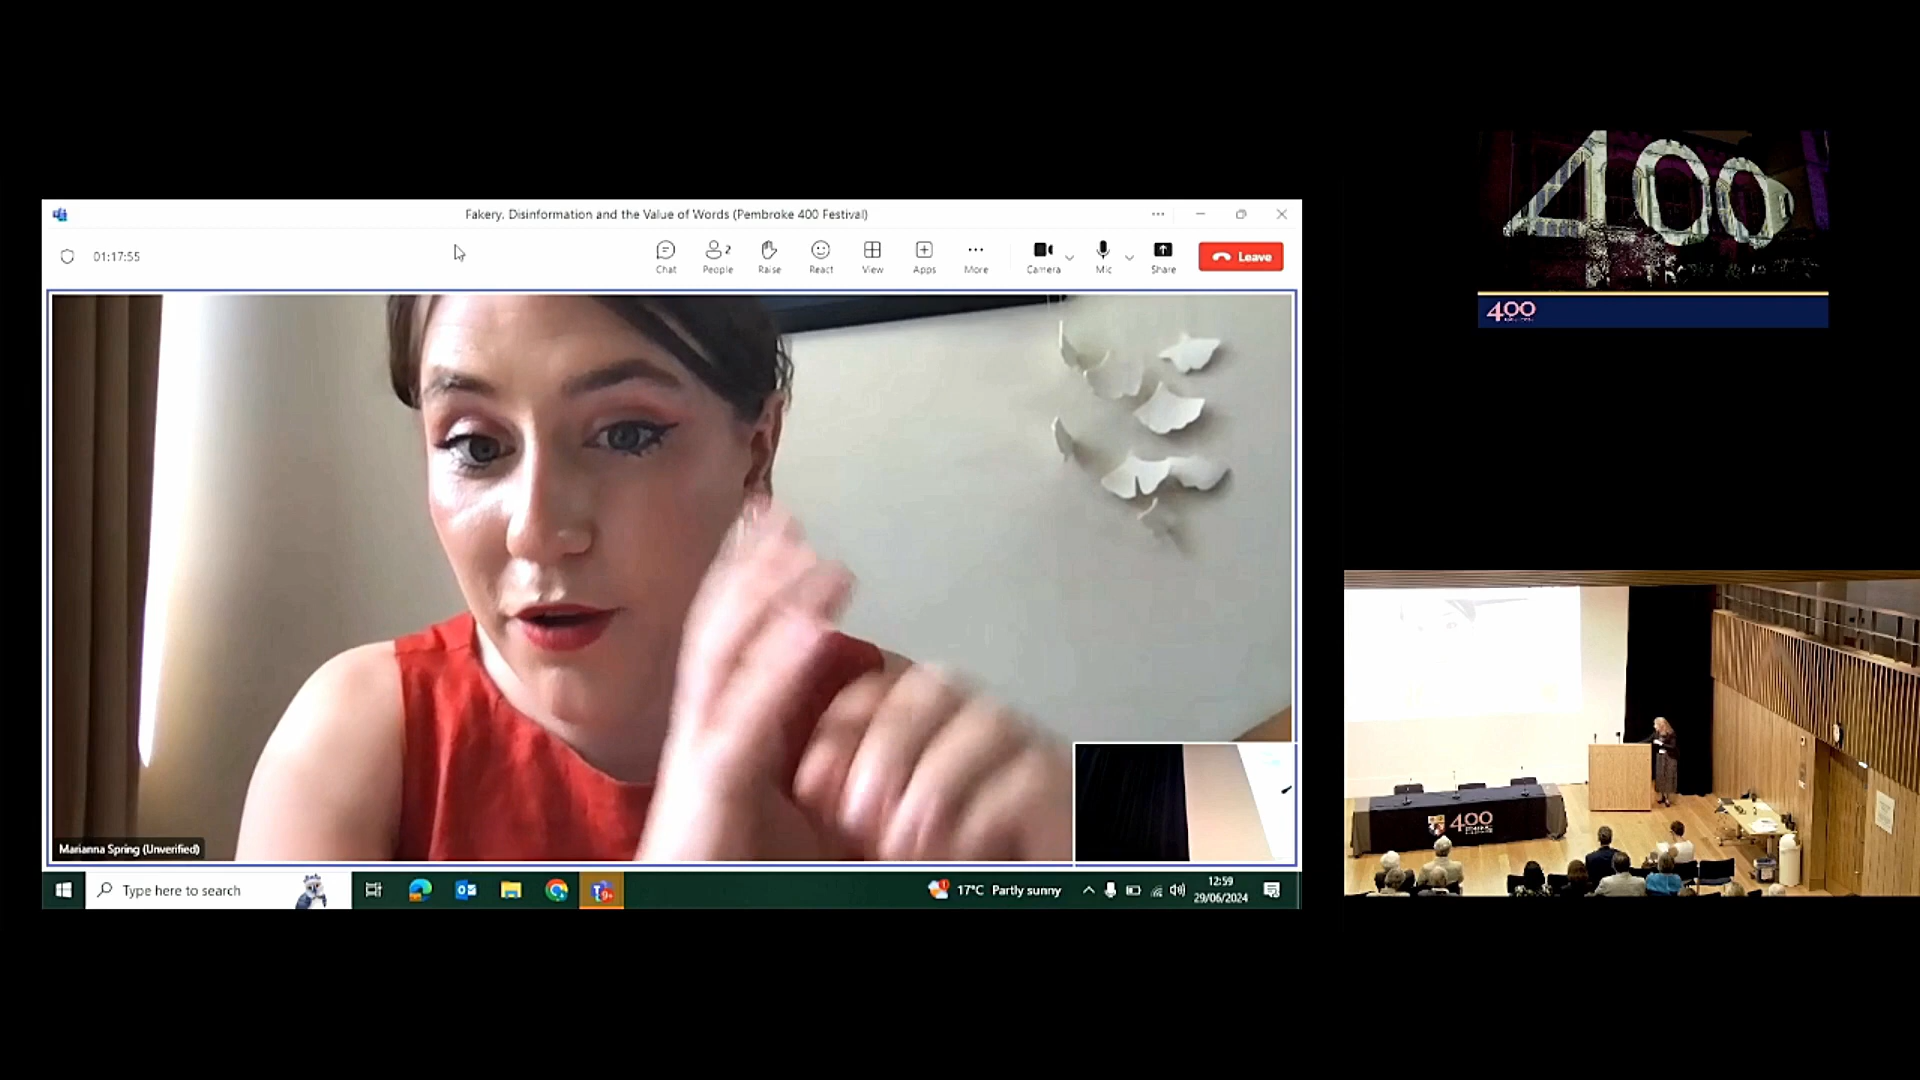 Fakery, Disinformation and the Value of Words (Pembroke 400 Festival)
01:17:55
Chat
People
2
Raise
React
View
Apps
More
Camera
Mic
Share
Leave
Marianna Spring (Unverified)
Type here to search
17°C Partly sunny
12:59
29/06/2024
400
400
400